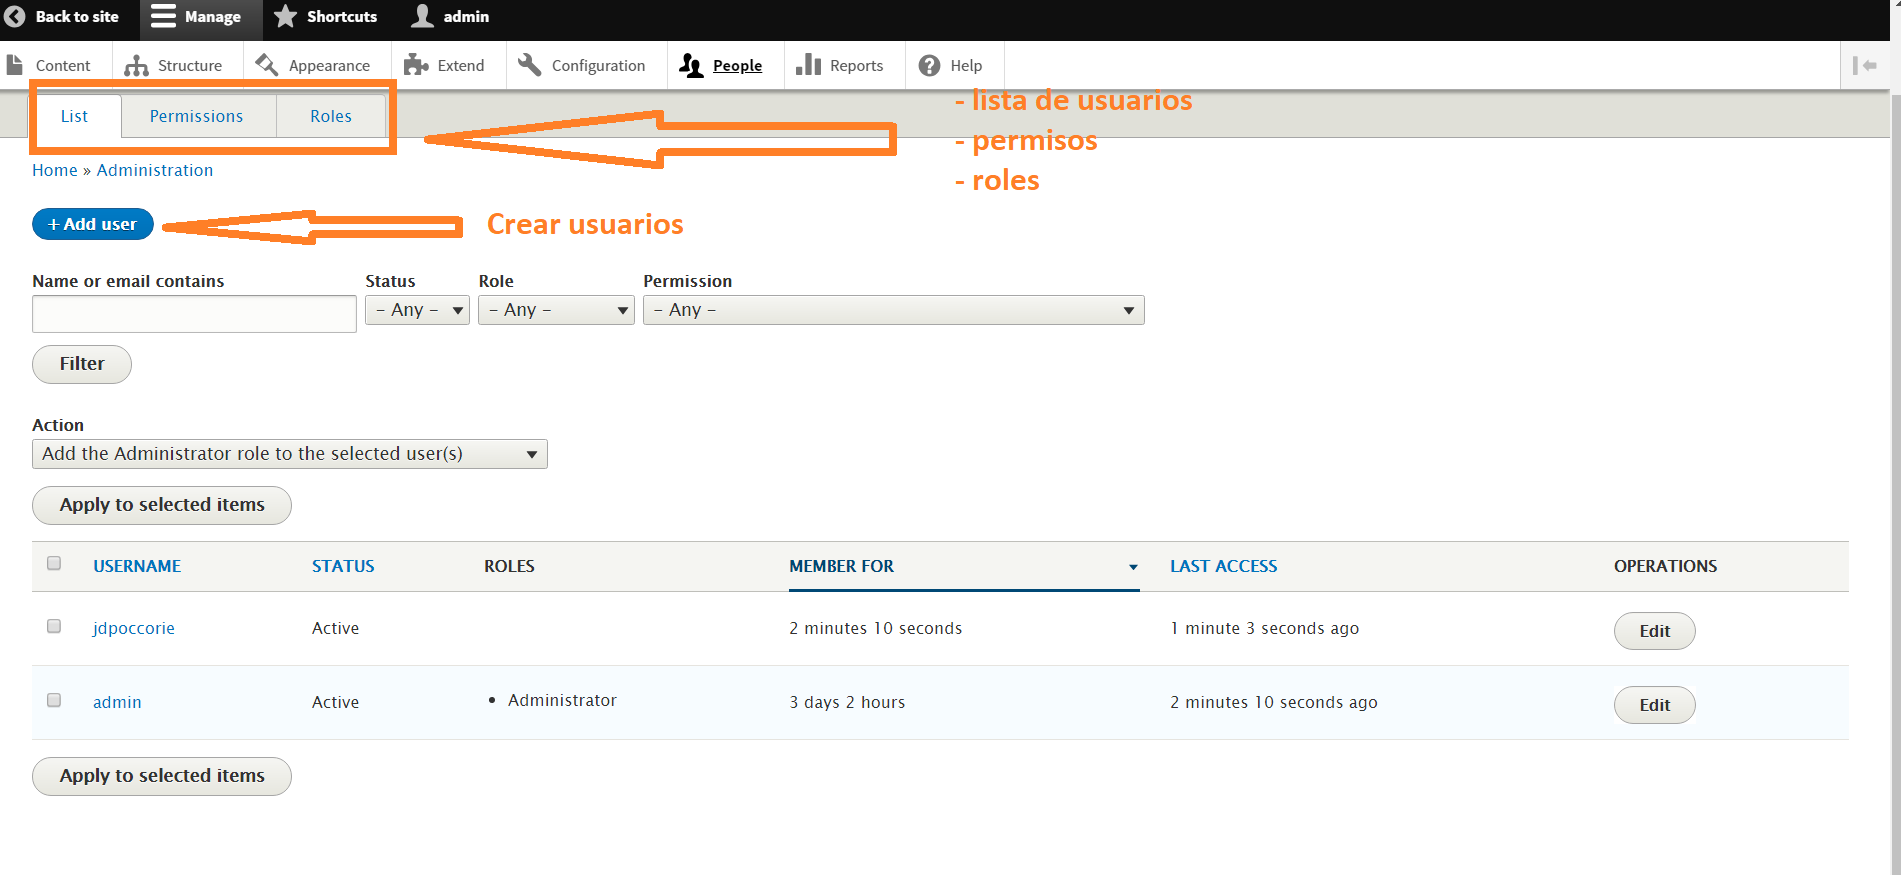 Back to site Manage Shortcuts admin
Content Structure Appearance Extend Configuration People Reports Help
List Permissions Roles
- lista de usuarios
- permisos
- roles
Home » Administration
+ Add user
Crear usuarios
Name or email contains Status Role Permission
- Any - - Any - - Any -
Filter
Action
Add the Administrator role to the selected user(s)
Apply to selected items
USERNAME STATUS ROLES MEMBER FOR LAST ACCESS OPERATIONS
jdpoccorie Active 2 minutes 10 seconds 1 minute 3 seconds ago Edit
admin Active • Administrator 3 days 2 hours 2 minutes 10 seconds ago Edit
Apply to selected items